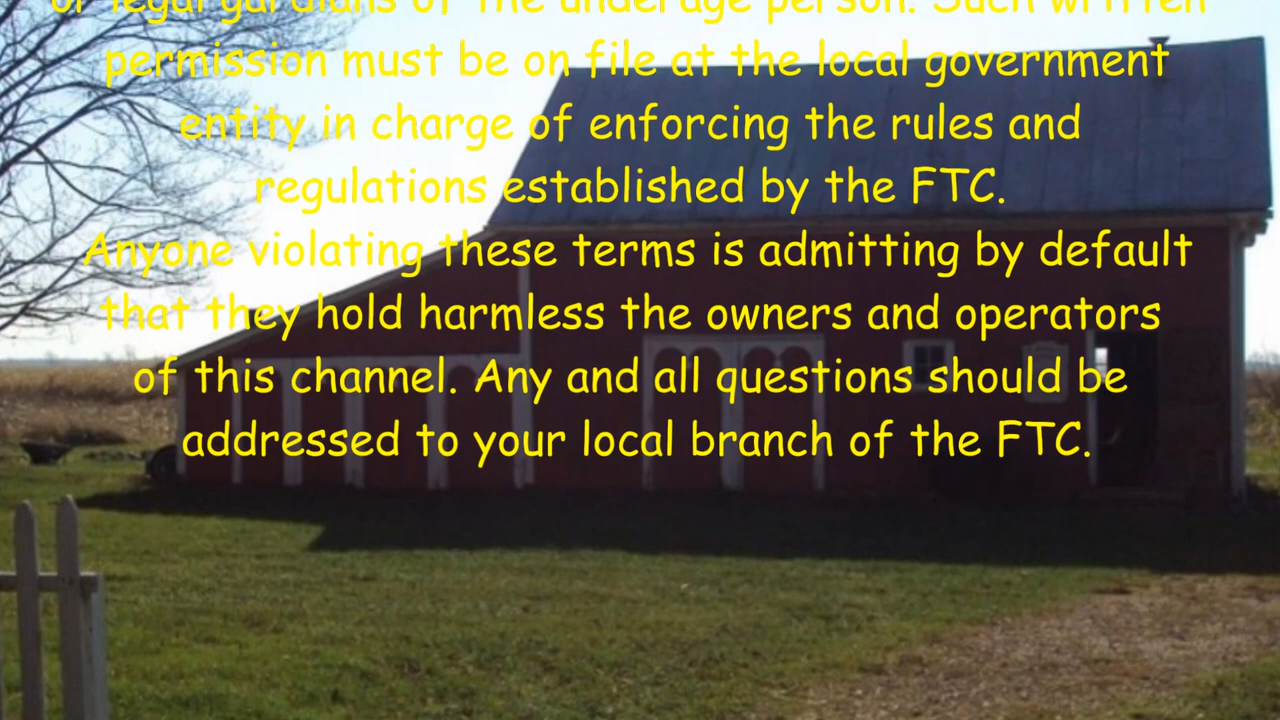 or legal gardians of the underage person. Such written
permission must be on file at the local government
entity in charge of enforcing the rules and
regulations established by the FTC.
Anyone violating these terms is admitting by default
that they hold harmless the owners and operators
of this channel. Any and all questions should be
addressed to your local branch of the FTC.